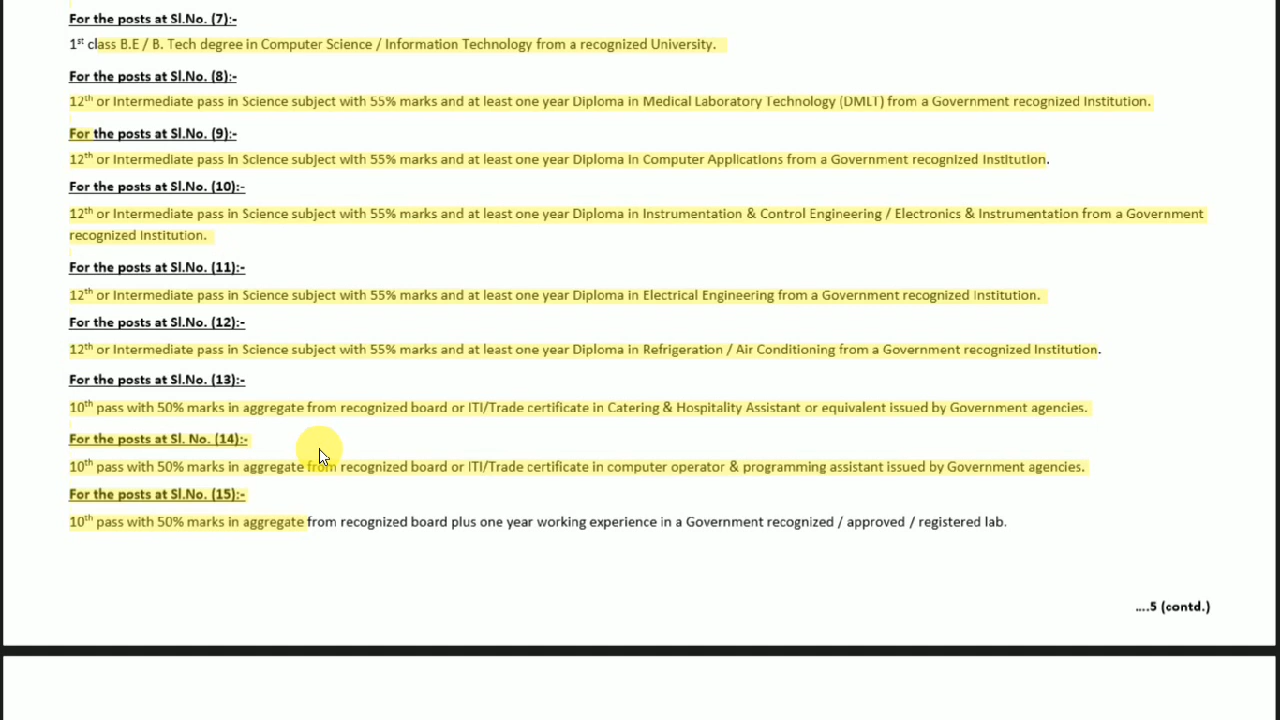 For the posts at Sl.No. (7):-
1st class B.E / B. Tech degree in Computer Science / Information Technology from a recognized University.
For the posts at Sl.No. (8):-
12th or Intermediate pass in Science subject with 55% marks and at least one year Diploma in Medical Laboratory Technology (DMLT) from a Government recognized Institution.
For the posts at Sl.No. (9):-
12th or Intermediate pass in Science subject with 55% marks and at least one year Diploma in Computer Applications from a Government recognized Institution.
For the posts at Sl.No. (10):-
12th or Intermediate pass in Science subject with 55% marks and at least one year Diploma in Instrumentation & Control Engineering / Electronics & Instrumentation from a Government
recognized Institution.
For the posts at Sl.No. (11):-
12th or Intermediate pass in Science subject with 55% marks and at least one year Diploma in Electrical Engineering from a Government recognized Institution.
For the posts at Sl.No. (12):-
12th or Intermediate pass in Science subject with 55% marks and at least one year Diploma in Refrigeration / Air Conditioning from a Government recognized Institution.
For the posts at Sl.No. (13):-
10th pass with 50% marks in aggregate from recognized board or ITI/Trade certificate in Catering & Hospitality Assistant or equivalent issued by Government agencies.
For the posts at Sl. No. (14):-
10th pass with 50% marks in aggregate from recognized board or ITI/Trade certificate in computer operator & programming assistant issued by Government agencies.
For the posts at Sl.No. (15):-
10th pass with 50% marks in aggregate from recognized board plus one year working experience in a Government recognized / approved / registered lab.
....5 (contd.)